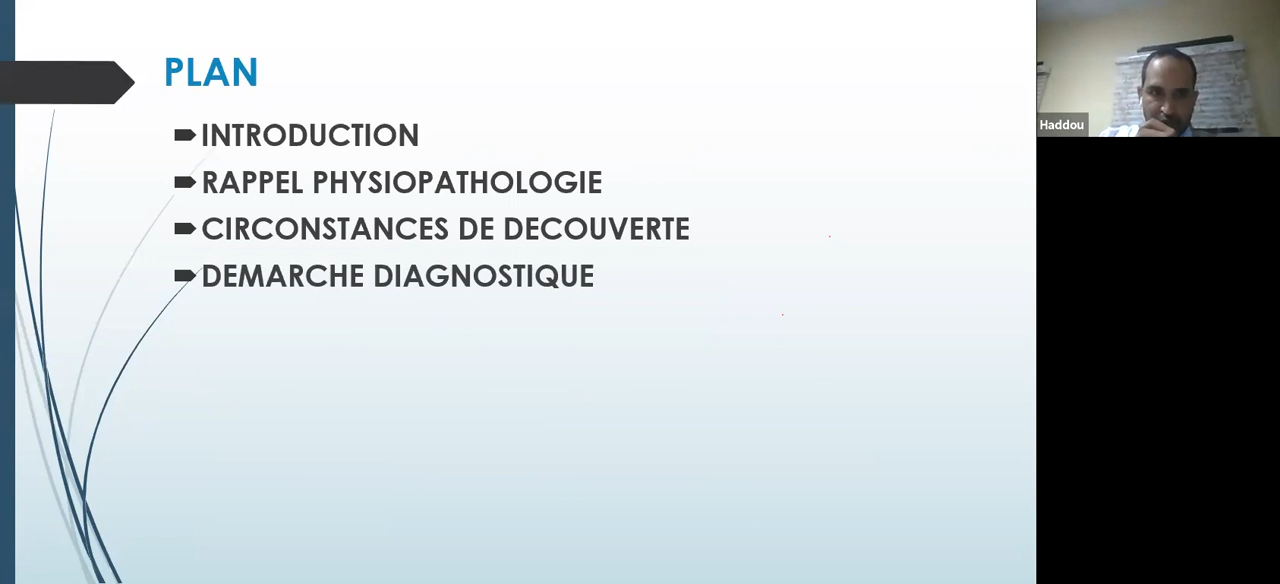 PLAN
INTRODUCTION
RAPPEL PHYSIOPATHOLOGIE
CIRCONSTANCES DE DECOUVERTE
DEMARCHE DIAGNOSTIQUE
Haddou